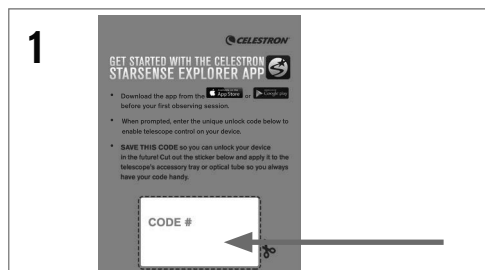 1
CELESTRON
GET STARTED WITH THE CELESTRON
STARSENSE EXPLORER APP
• Download the app from the App Store or Google play
before your first observing session.
• When prompted, enter the unique unlock code below to
enable telescope control on your device.
• SAVE THIS CODE so you can unlock your device
in the future! Cut out the sticker below and apply it to the
telescope's accessory tray or optical tube so you always
have your code handy.
CODE #